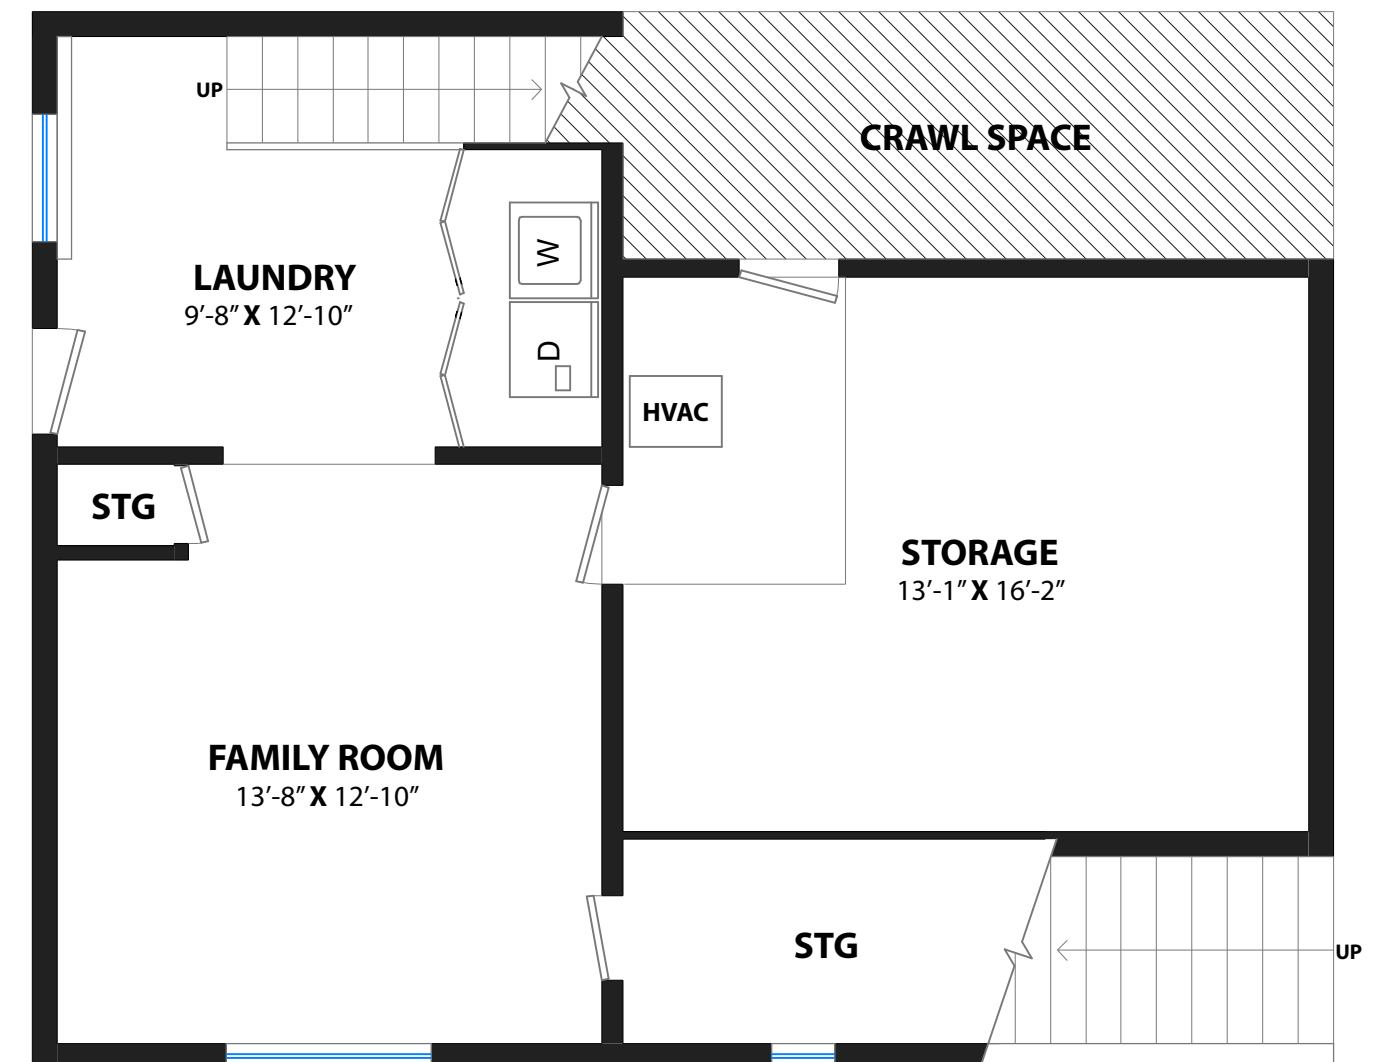 UP
CRAWL SPACE
W
LAUNDRY
9’-8” X 12’-10”
D
HVAC
STG
STORAGE
13’-1” X 16’-2”
FAMILY ROOM
13’-8” X 12’-10”
STG
UP